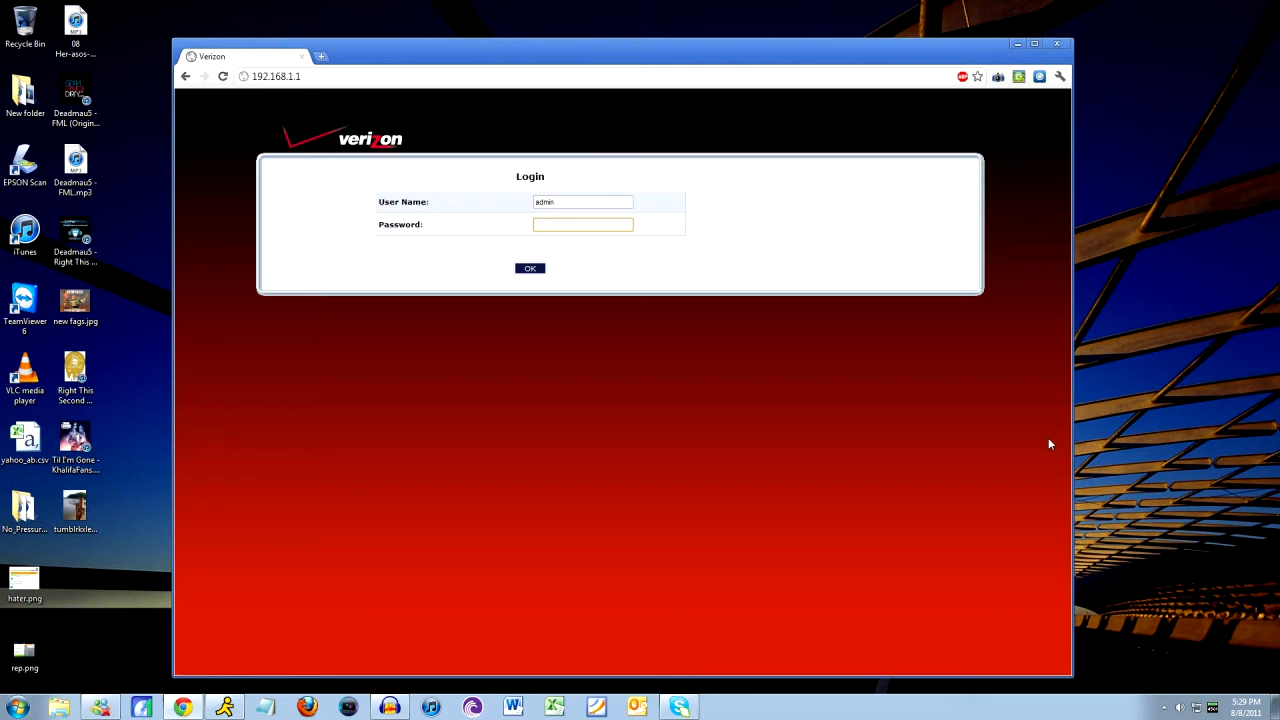 Recycle Bin
08
Her-asos-...
New folder
Deadmau5 -
FML (Origin...
EPSON Scan
Deadmau5 -
FML.mp3
iTunes
Deadmau5 -
Right This ...
TeamViewer
6
new fags.jpg
VLC media
player
Right This
Second ...
yahoo_ab.csv
Til I'm Gone -
KhalifaFans....
No_Pressur...
tumblrlxle...
hater.png
rep.png
Verizon
192.168.1.1
ABP
verizon
Login
User Name:
admin
Password:
OK
5:29 PM
8/8/2011